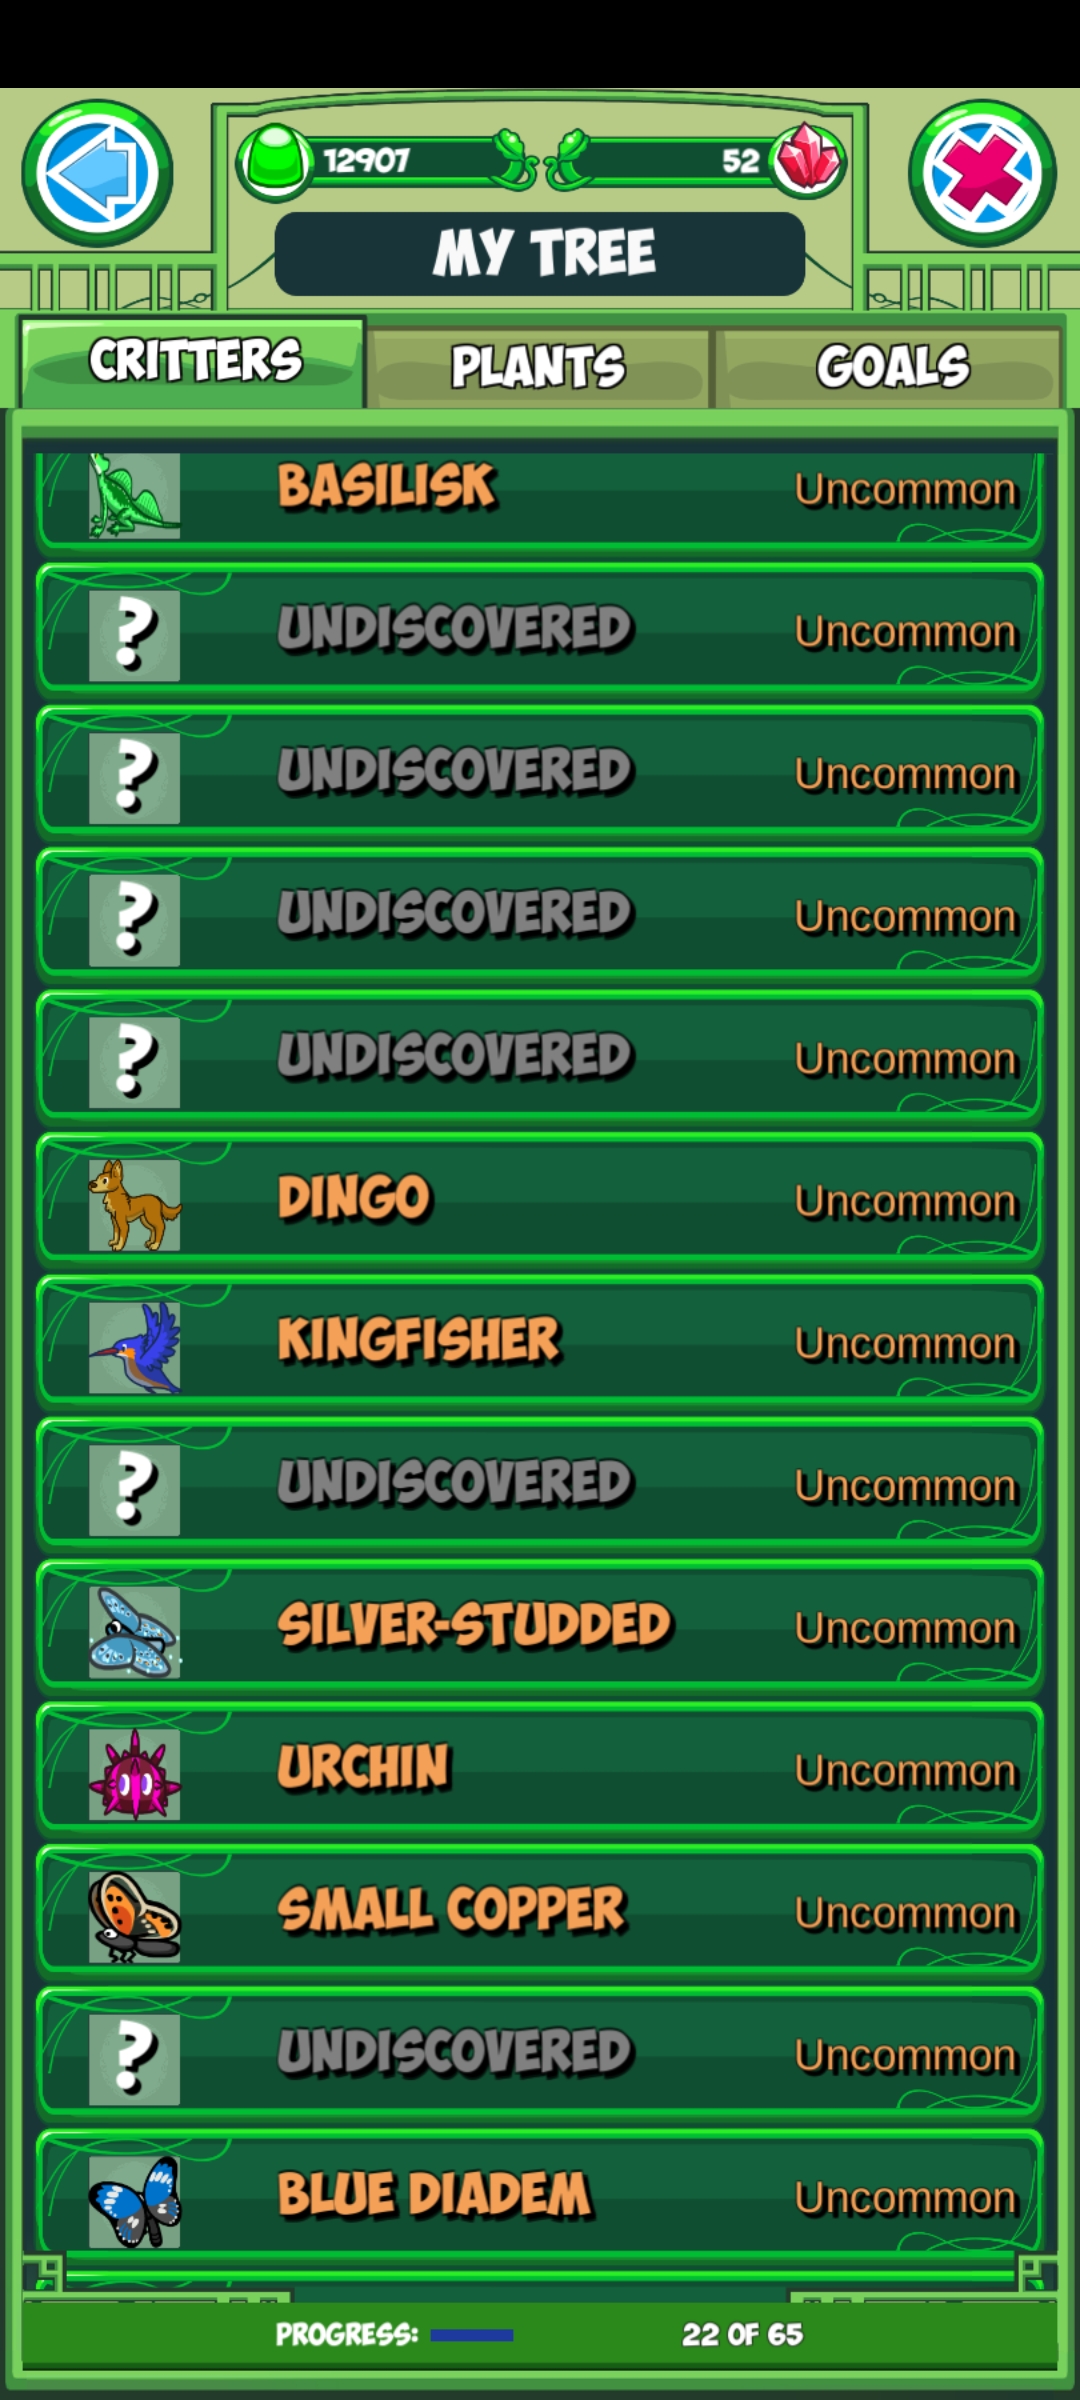 12907
52
MY TREE
CRITTERS
PLANTS
GOALS
BASILISK Uncommon
? UNDISCOVERED Uncommon
? UNDISCOVERED Uncommon
? UNDISCOVERED Uncommon
? UNDISCOVERED Uncommon
DINGO Uncommon
KINGFISHER Uncommon
? UNDISCOVERED Uncommon
SILVER-STUDDED Uncommon
URCHIN Uncommon
SMALL COPPER Uncommon
? UNDISCOVERED Uncommon
BLUE DIADEM Uncommon
PROGRESS: 22 OF 65